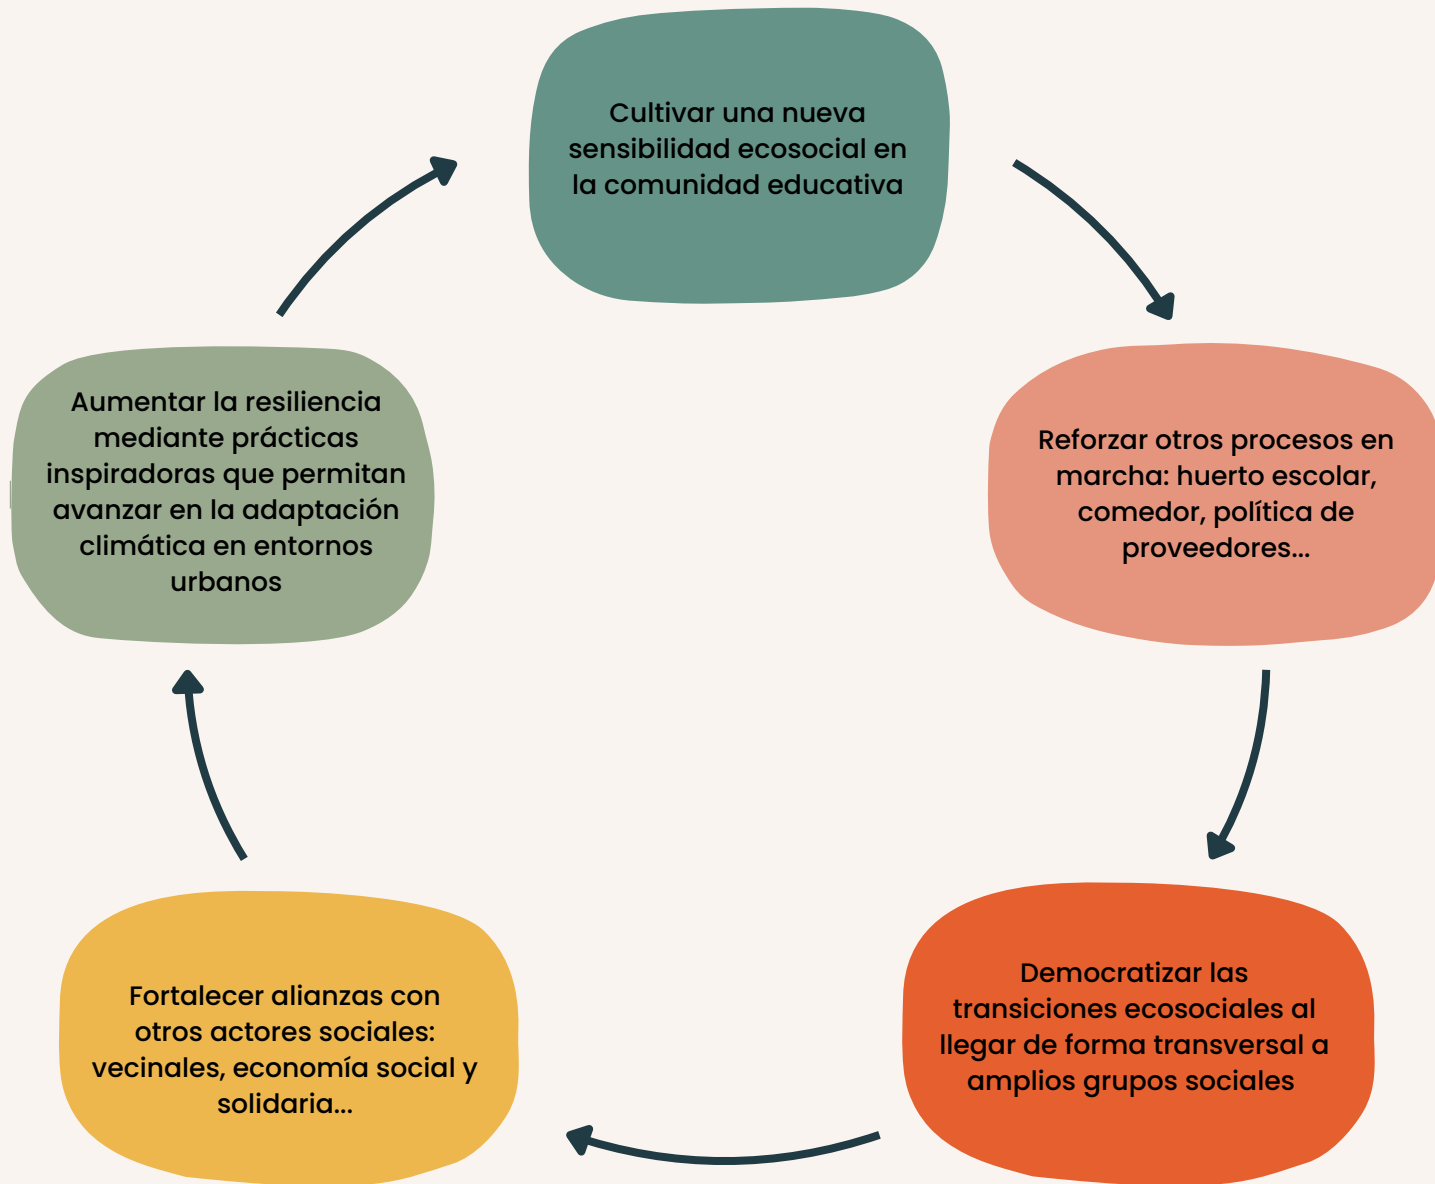 Cultivar una nueva
sensibilidad ecosocial en
la comunidad educativa
Reforzar otros procesos en
marcha: huerto escolar,
comedor, política de
proveedores...
Democratizar las
transiciones ecosociales al
llegar de forma transversal a
amplios grupos sociales
Fortalecer alianzas con
otros actores sociales:
vecinales, economía social y
solidaria...
Aumentar la resiliencia
mediante prácticas
inspiradoras que permitan
avanzar en la adaptación
climática en entornos
urbanos